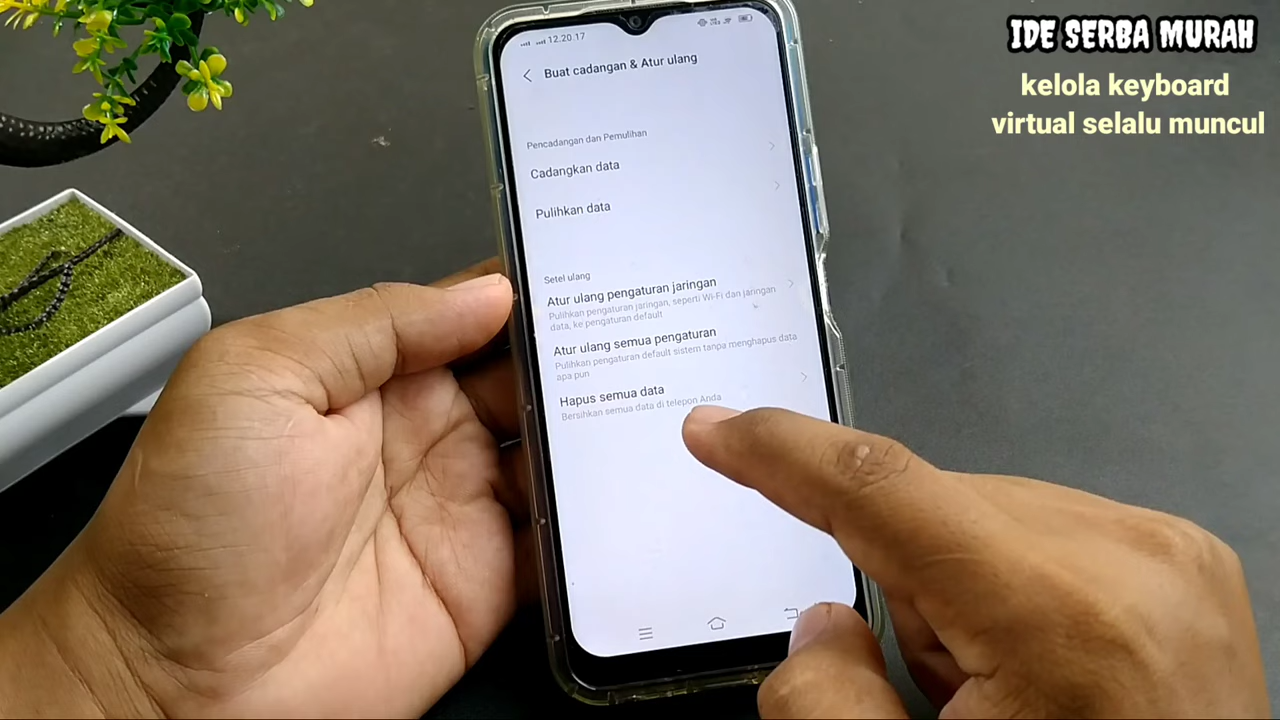 IDE SERBA MURAH
kelola keyboard
virtual selalu muncul
12.20.17
Buat cadangan & Atur ulang
Pencadangan dan Pemulihan
Cadangkan data
Pulihkan data
Setel ulang
Atur ulang pengaturan jaringan
Pulihkan pengaturan jaringan, seperti Wi-Fi dan jaringan
data, ke pengaturan default
Atur ulang semua pengaturan
Pulihkan pengaturan default sistem tanpa menghapus data
apa pun
Hapus semua data
Bersihkan semua data di telepon Anda